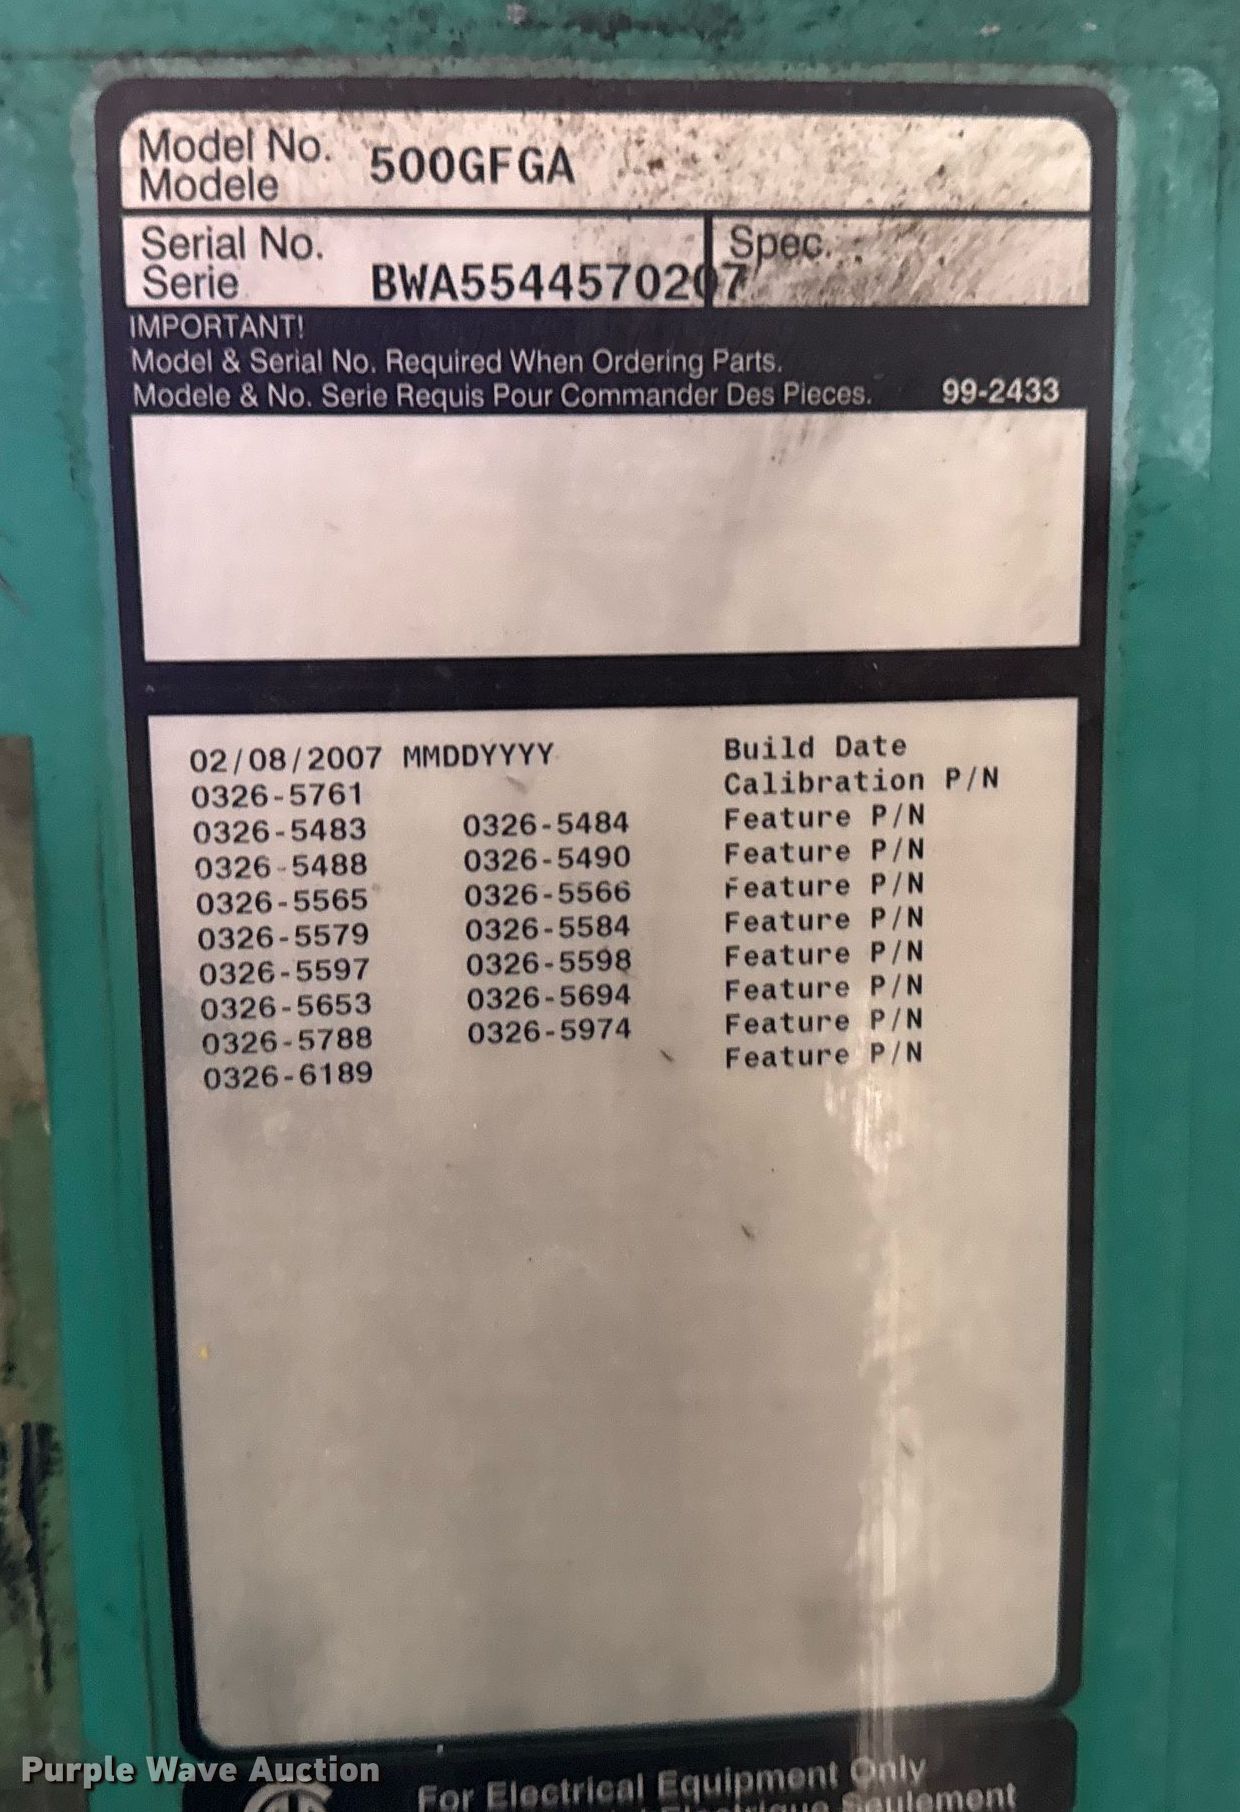 Model No. 500GFGA
Modele
Serial No. Spec.
Serie BWA5544570207
IMPORTANT!
Model & Serial No. Required When Ordering Parts.
Modele & No. Serie Requis Pour Commander Des Pieces. 99-2433
02/08/2007 MMDDYYYY Build Date
0326-5761 Calibration P/N
0326-5483 0326-5484 Feature P/N
0326-5488 0326-5490 Feature P/N
0326-5565 0326-5566 Feature P/N
0326-5579 0326-5584 Feature P/N
0326-5597 0326-5598 Feature P/N
0326-5653 0326-5694 Feature P/N
0326-5788 0326-5974 Feature P/N
0326-6189 Feature P/N
Purple Wave Auction
For Electrical Equipment Only
Electrique Seulement